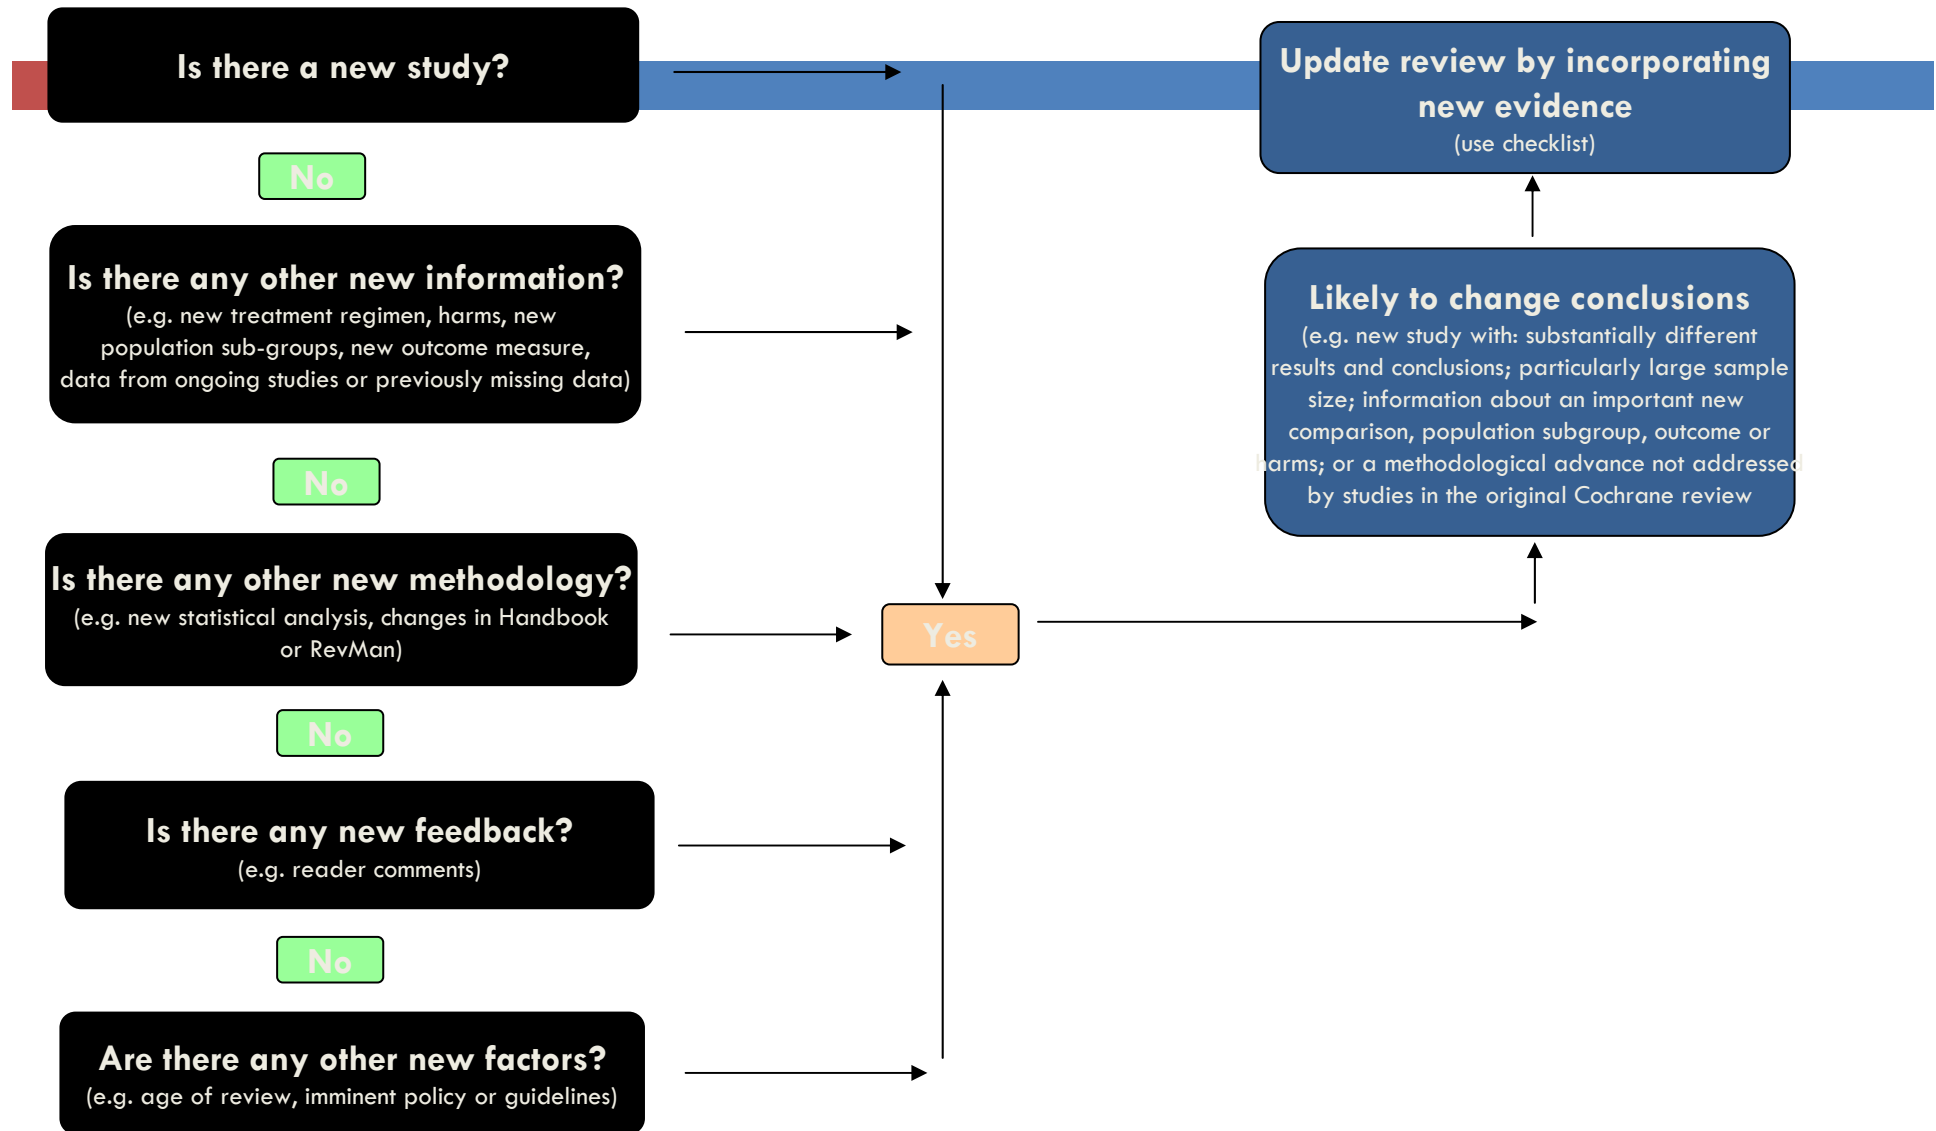 Is there a new study?
No
Is there any other new information?
(e.g. new treatment regimen, harms, new
population sub-groups, new outcome measure,
data from ongoing studies or previously missing data)
No
Is there any other new methodology?
(e.g. new statistical analysis, changes in Handbook
or RevMan)
No
Is there any new feedback?
(e.g. reader comments)
No
Are there any other new factors?
(e.g. age of review, imminent policy or guidelines)
Yes
Update review by incorporating
new evidence
(use checklist)
Likely to change conclusions
(e.g. new study with: substantially different
results and conclusions; particularly large sample
size; information about an important new
comparison, population subgroup, outcome or
harms; or a methodological advance not addressed
by studies in the original Cochrane review